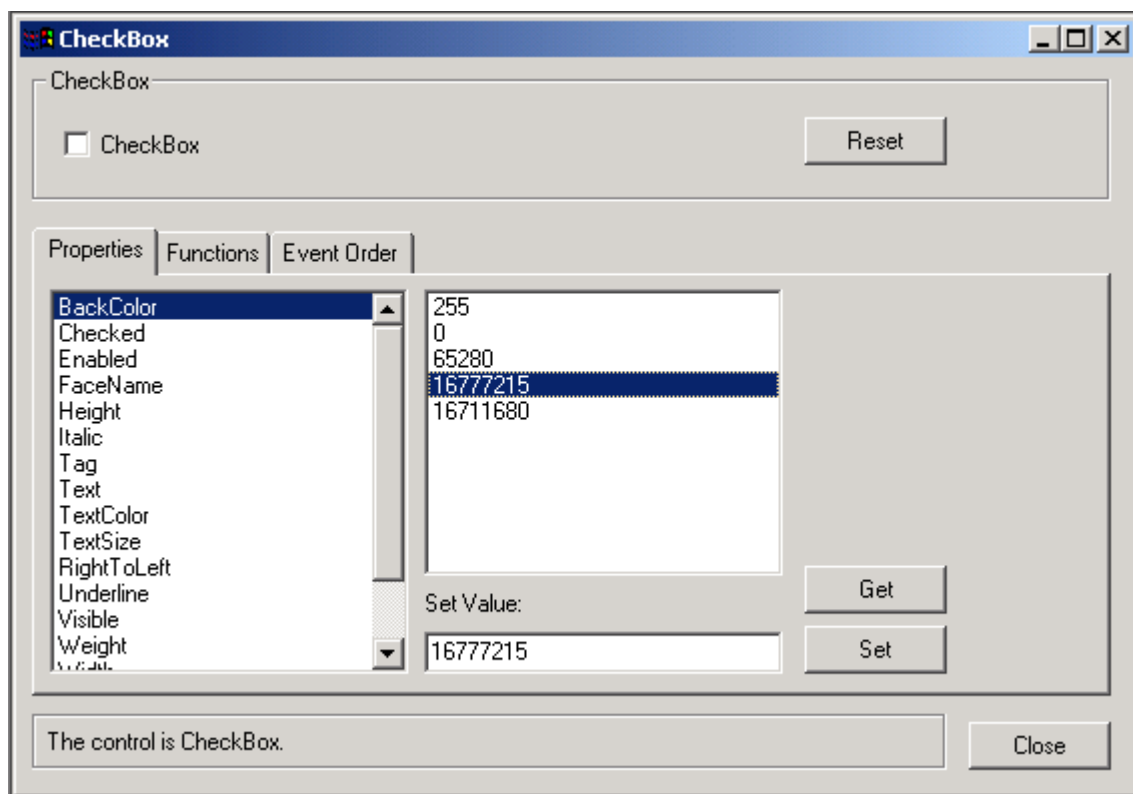 CheckBox
CheckBox
CheckBox
Reset
Properties
Functions
Event Order
BackColor
Checked
Enabled
FaceName
Height
Italic
Tag
Text
TextColor
TextSize
RightToLeft
Underline
Visible
Weight
Width
255
0
65280
16777215
16711680
Set Value:
16777215
Get
Set
The control is CheckBox.
Close